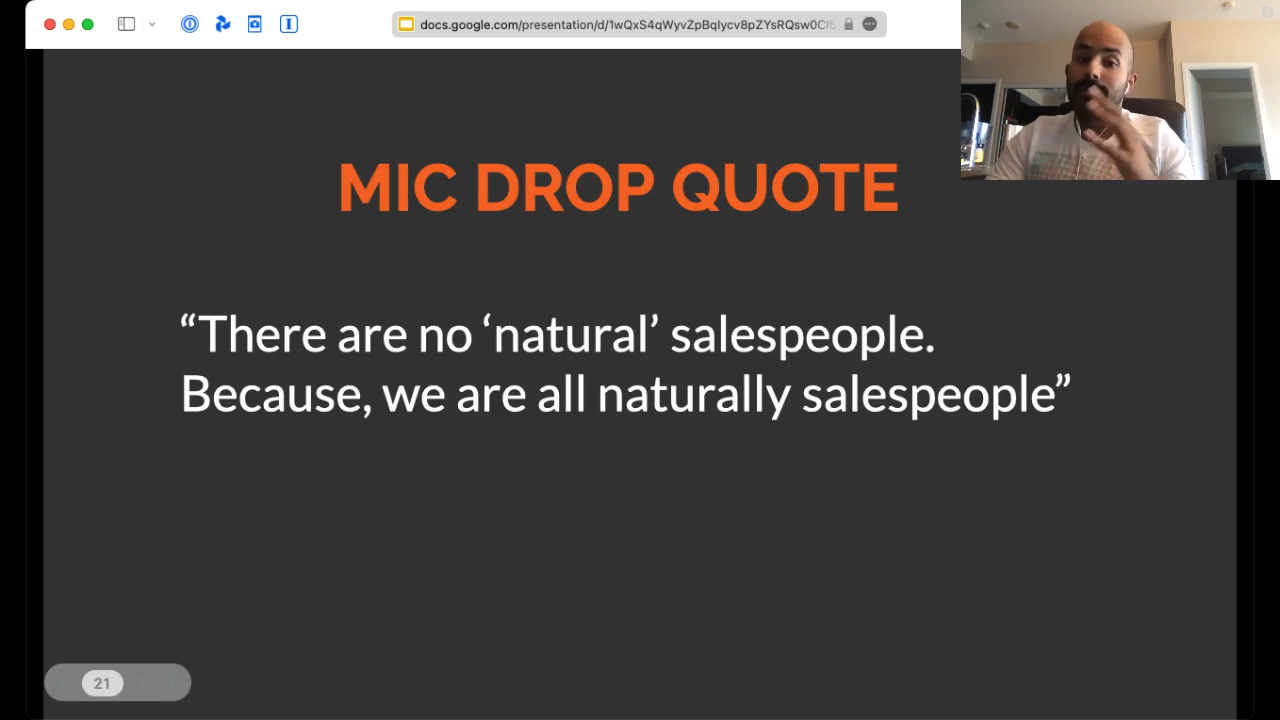 docs.google.com/presentation/d/1wQxS4qWyvZpBqlycv8pZYsRQsw0Cl5
MIC DROP QUOTE
“There are no ‘natural’ salespeople.
Because, we are all naturally salespeople”
21